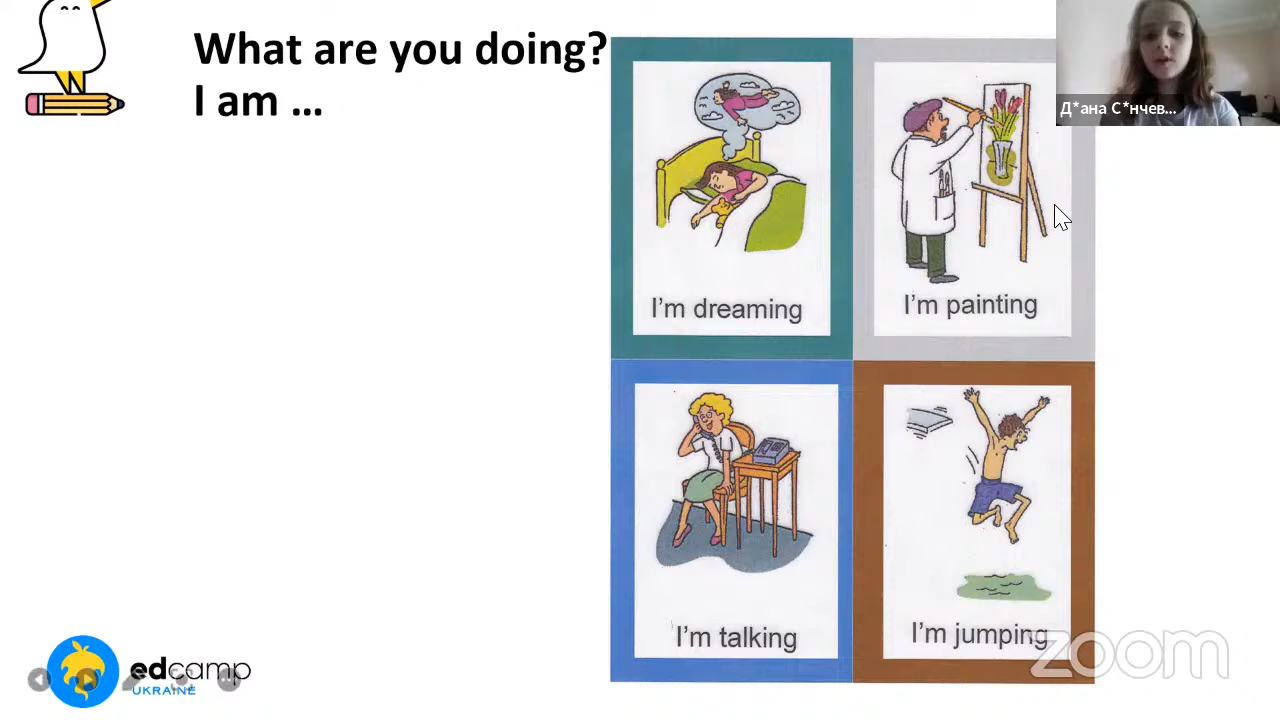 What are you doing?
I am ...
Д*ана С*нчев...
I'm dreaming
I'm painting
I'm talking
I'm jumping
zoom
edcamp
UKRAINE